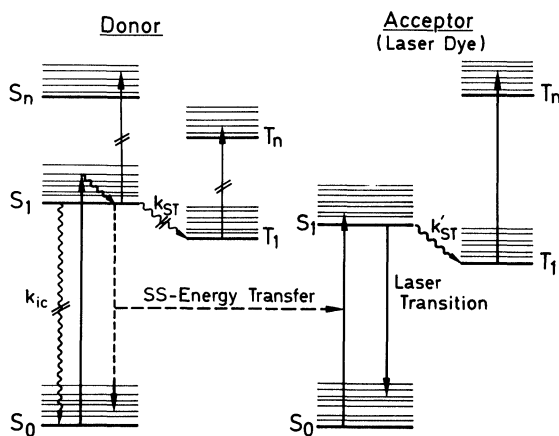 Donor
Acceptor
(Laser Dye)
Sn
Tn
Tn
S1
kST
T1
S1
k'ST
T1
kic
SS-Energy Transfer
Laser
Transition
S0
S0